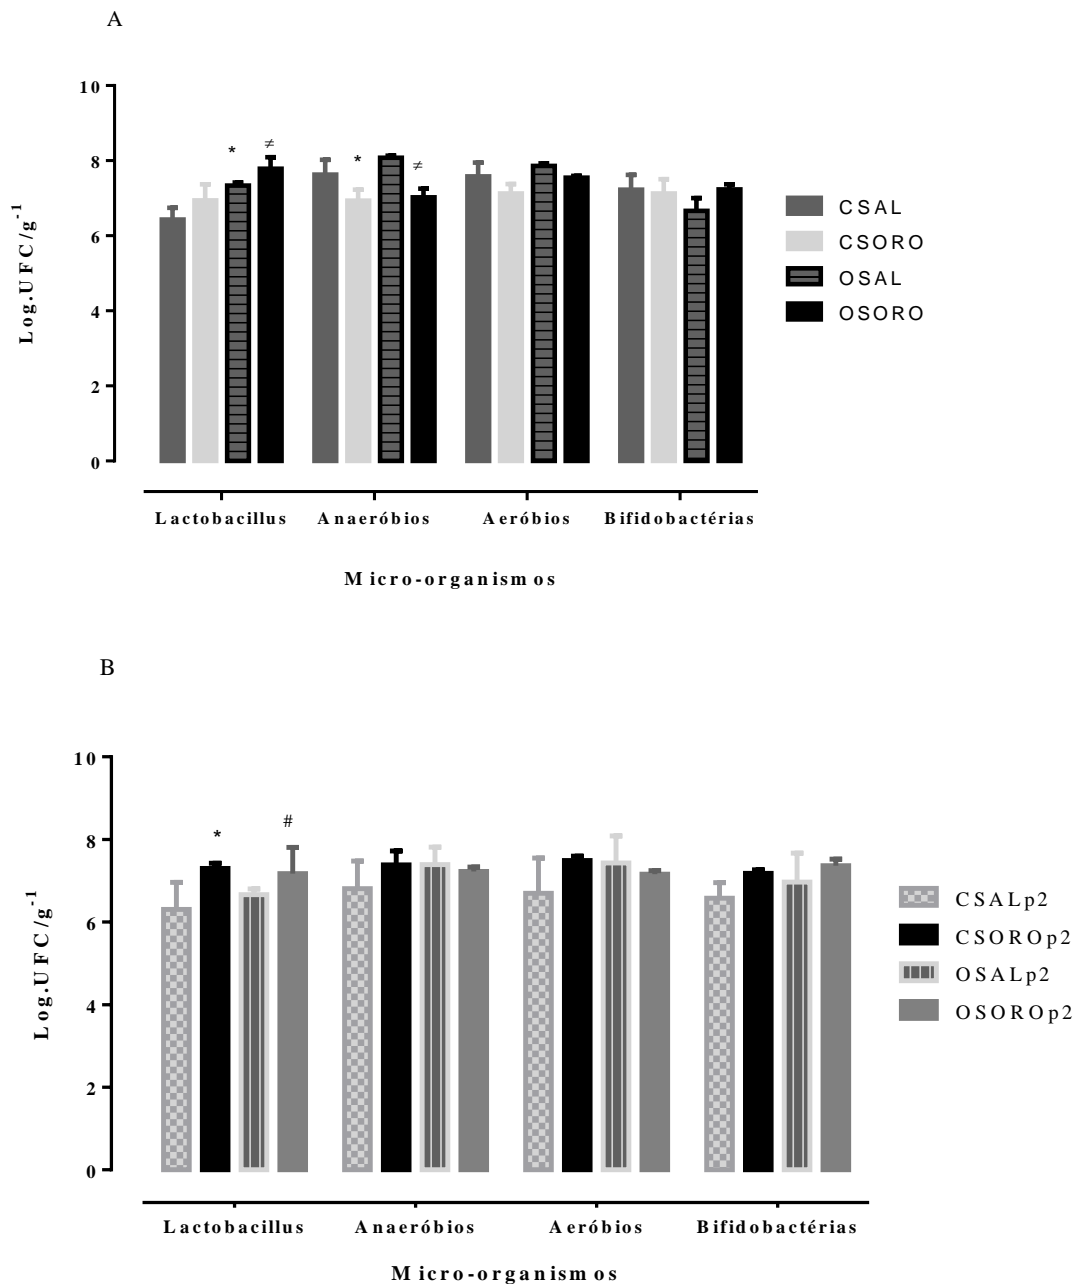 A
10
8
6
4
2
0
Log.UFC/g-1
* ≠ * ≠
CSAL
CSORO
OSAL
OSORO
Lactobacillus Anaeróbios Aeróbios Bifidobactérias
Micro-organismos
B
10
8
6
4
2
0
Log.UFC/g-1
* #
CSALp2
CSOROp2
OSALp2
OSOROp2
Lactobacillus Anaeróbios Aeróbios Bifidobactérias
Micro-organismos